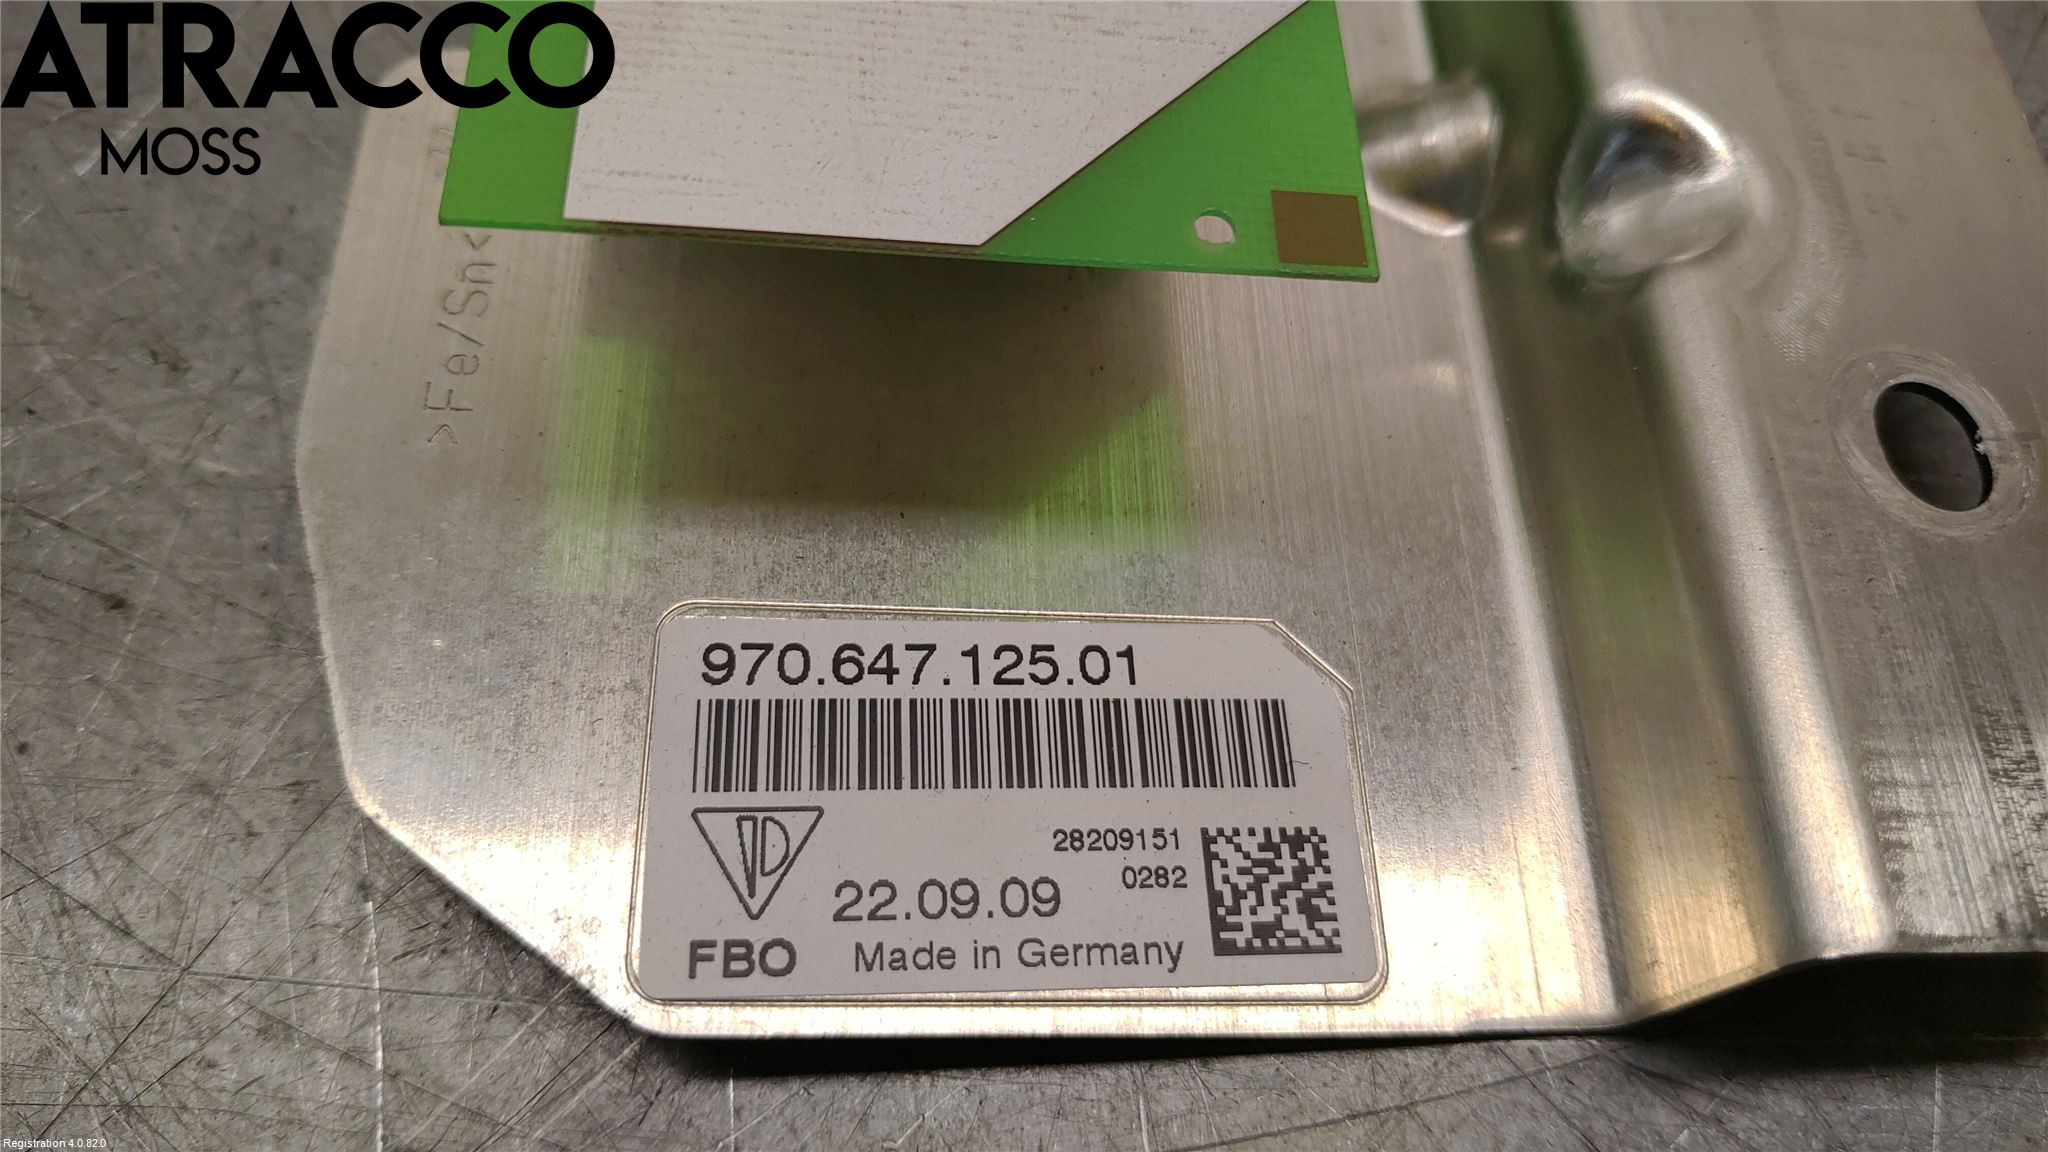 ATRACCO
MOSS
>Fe/Sn<
970.647.125.01
28209151
0282
22.09.09
FBO
Made in Germany
Registration 4.0.82.0